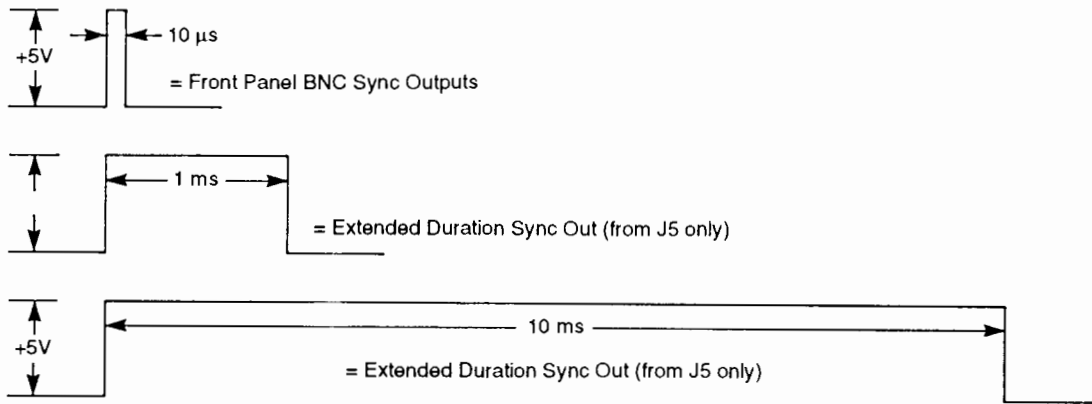 10 µs
+5V
= Front Panel BNC Sync Outputs
1 ms
= Extended Duration Sync Out (from J5 only)
10 ms
+5V
= Extended Duration Sync Out (from J5 only)